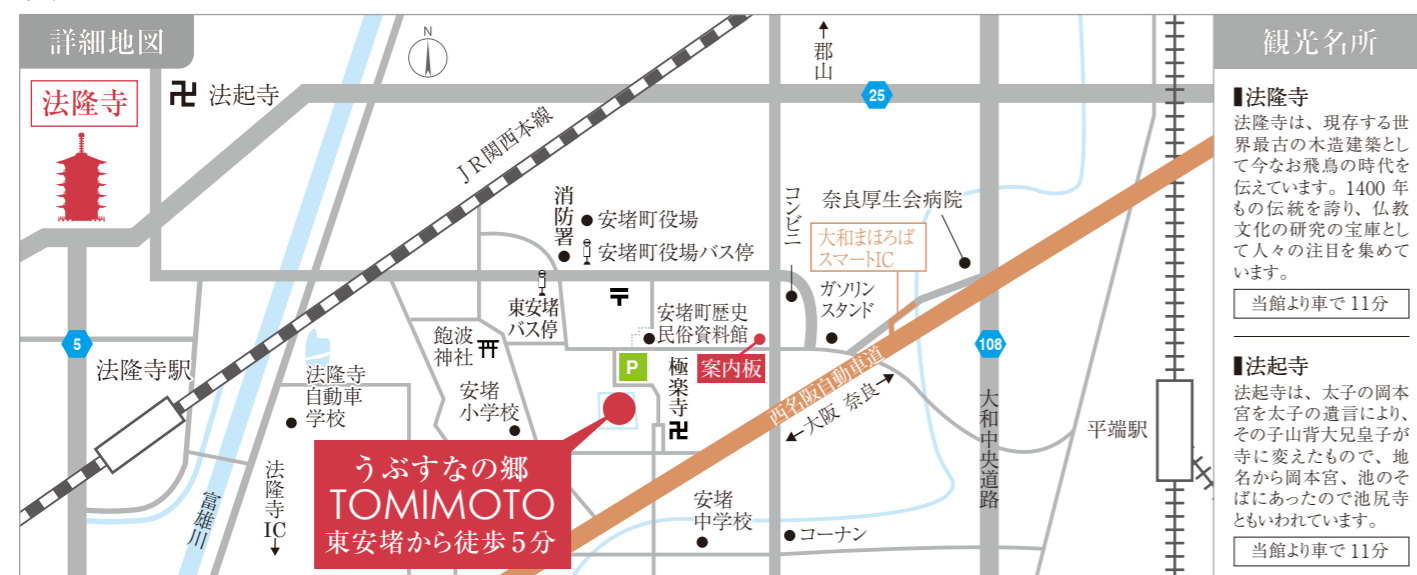 詳細地図
法隆寺
卍 法起寺
N
↑郡山
25
JR関西本線
消防署
安堵町役場
安堵町役場バス停
コンビニ
奈良厚生会病院
大和まほろば
スマートIC
ガソリン
スタンド
東安堵
バス停
〒
安堵町歴史
民俗資料館
飽波
神社
5
法隆寺駅
法隆寺
自動車
学校
安堵
小学校
P
極楽寺
卍
案内板
108
西名阪自動車道
←大阪 奈良→
大和中央道路
平端駅
うぶすなの郷
TOMIMOTO
東安堵から徒歩5分
法隆寺IC↓
富雄川
安堵
中学校
コーナン
観光名所
▌法隆寺
法隆寺は、現存する世
界最古の木造建築とし
て今なお飛鳥の時代を
伝えています。1400 年
もの伝統を誇り、仏教
文化の研究の宝庫とし
て人々の注目を集めて
います。
当館より車で 11分
▌法起寺
法起寺は、太子の岡本
宮を太子の遺言により、
その子山背大兄皇子が
寺に変えたもので、地
名から岡本宮、池のそ
ばにあったので池尻寺
ともいわれています。
当館より車で 11分